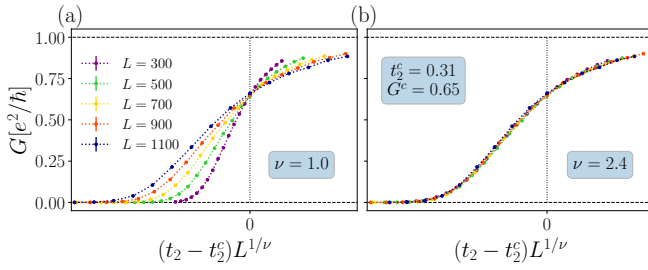 (a)
(b)
G[e²/ħ]
1.00
0.75
0.50
0.25
0.00
L = 300
L = 500
L = 700
L = 900
L = 1100
ν = 1.0
0
(t₂ − t₂ᶜ)L^{1/ν}
t₂ᶜ = 0.31
Gᶜ = 0.65
ν = 2.4
0
(t₂ − t₂ᶜ)L^{1/ν}